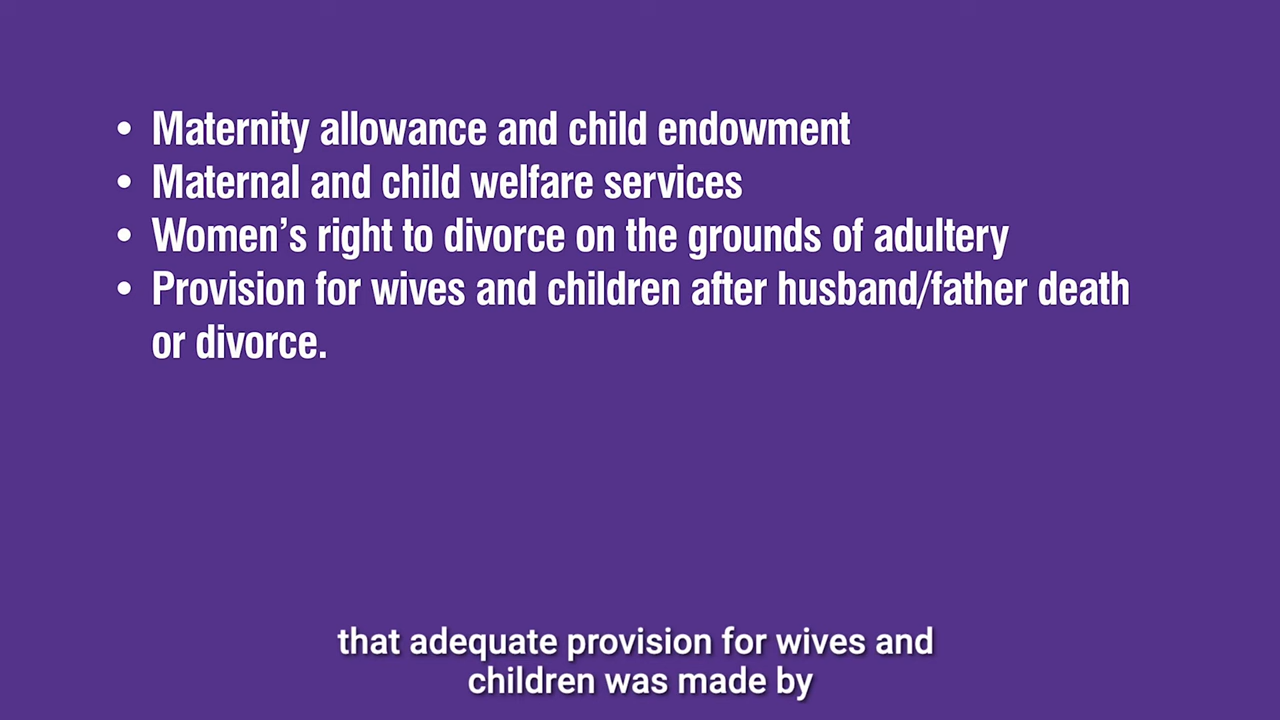 • Maternity allowance and child endowment
• Maternal and child welfare services
• Women’s right to divorce on the grounds of adultery
• Provision for wives and children after husband/father death
or divorce.
that adequate provision for wives and
children was made by